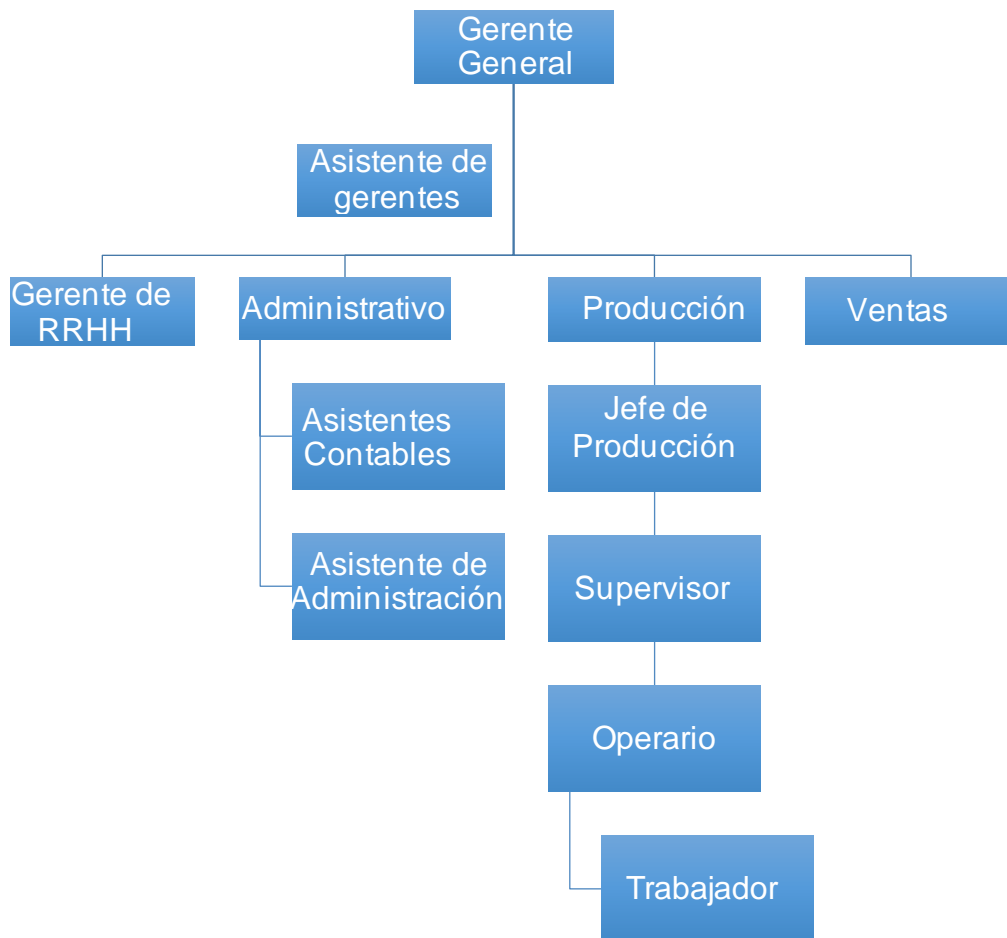 Gerente
General
Asistente de
gerentes
Gerente de
RRHH
Administrativo
Producción
Ventas
Asistentes
Contables
Jefe de
Producción
Asistente de
Administración
Supervisor
Operario
Trabajador